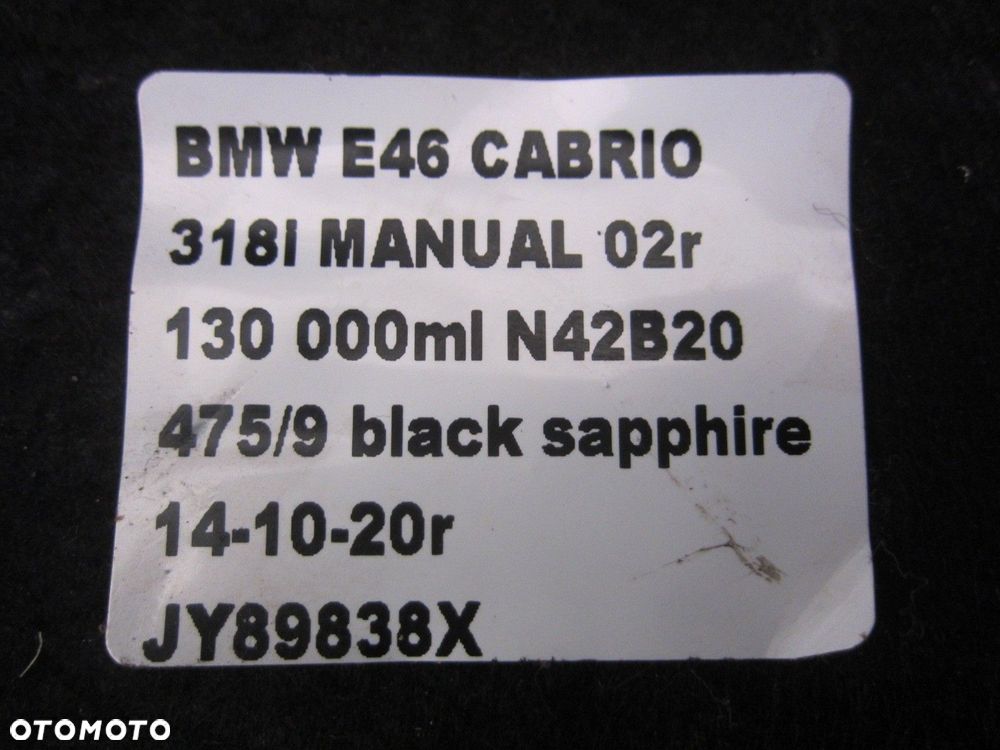 BMW E46 CABRIO
318i MANUAL 02r
130 000ml N42B20
475/9 black sapphire
14-10-20r
JY89838X
OTOMOTO